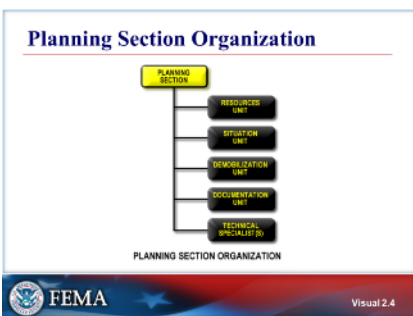 Planning Section Organization
PLANNING
SECTION
RESOURCES
UNIT
SITUATION
UNIT
DEMOBILIZATION
UNIT
DOCUMENTATION
UNIT
TECHNICAL
SPECIALIST(S)
PLANNING SECTION ORGANIZATION
FEMA
Visual 2.4